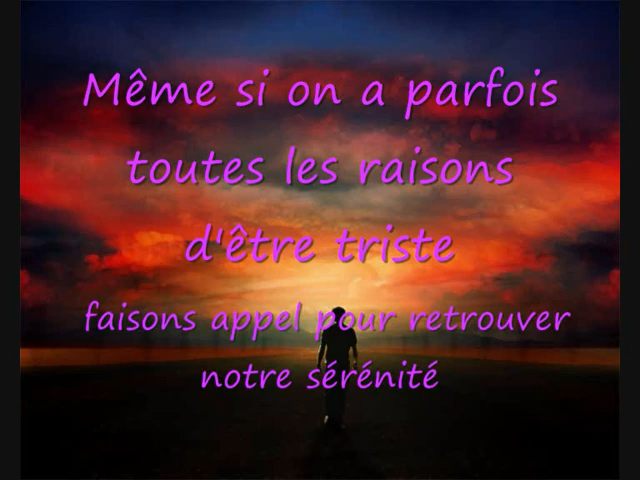 Même si on a parfois
toutes les raisons
d'être triste
faisons appel pour retrouver
notre sérénité